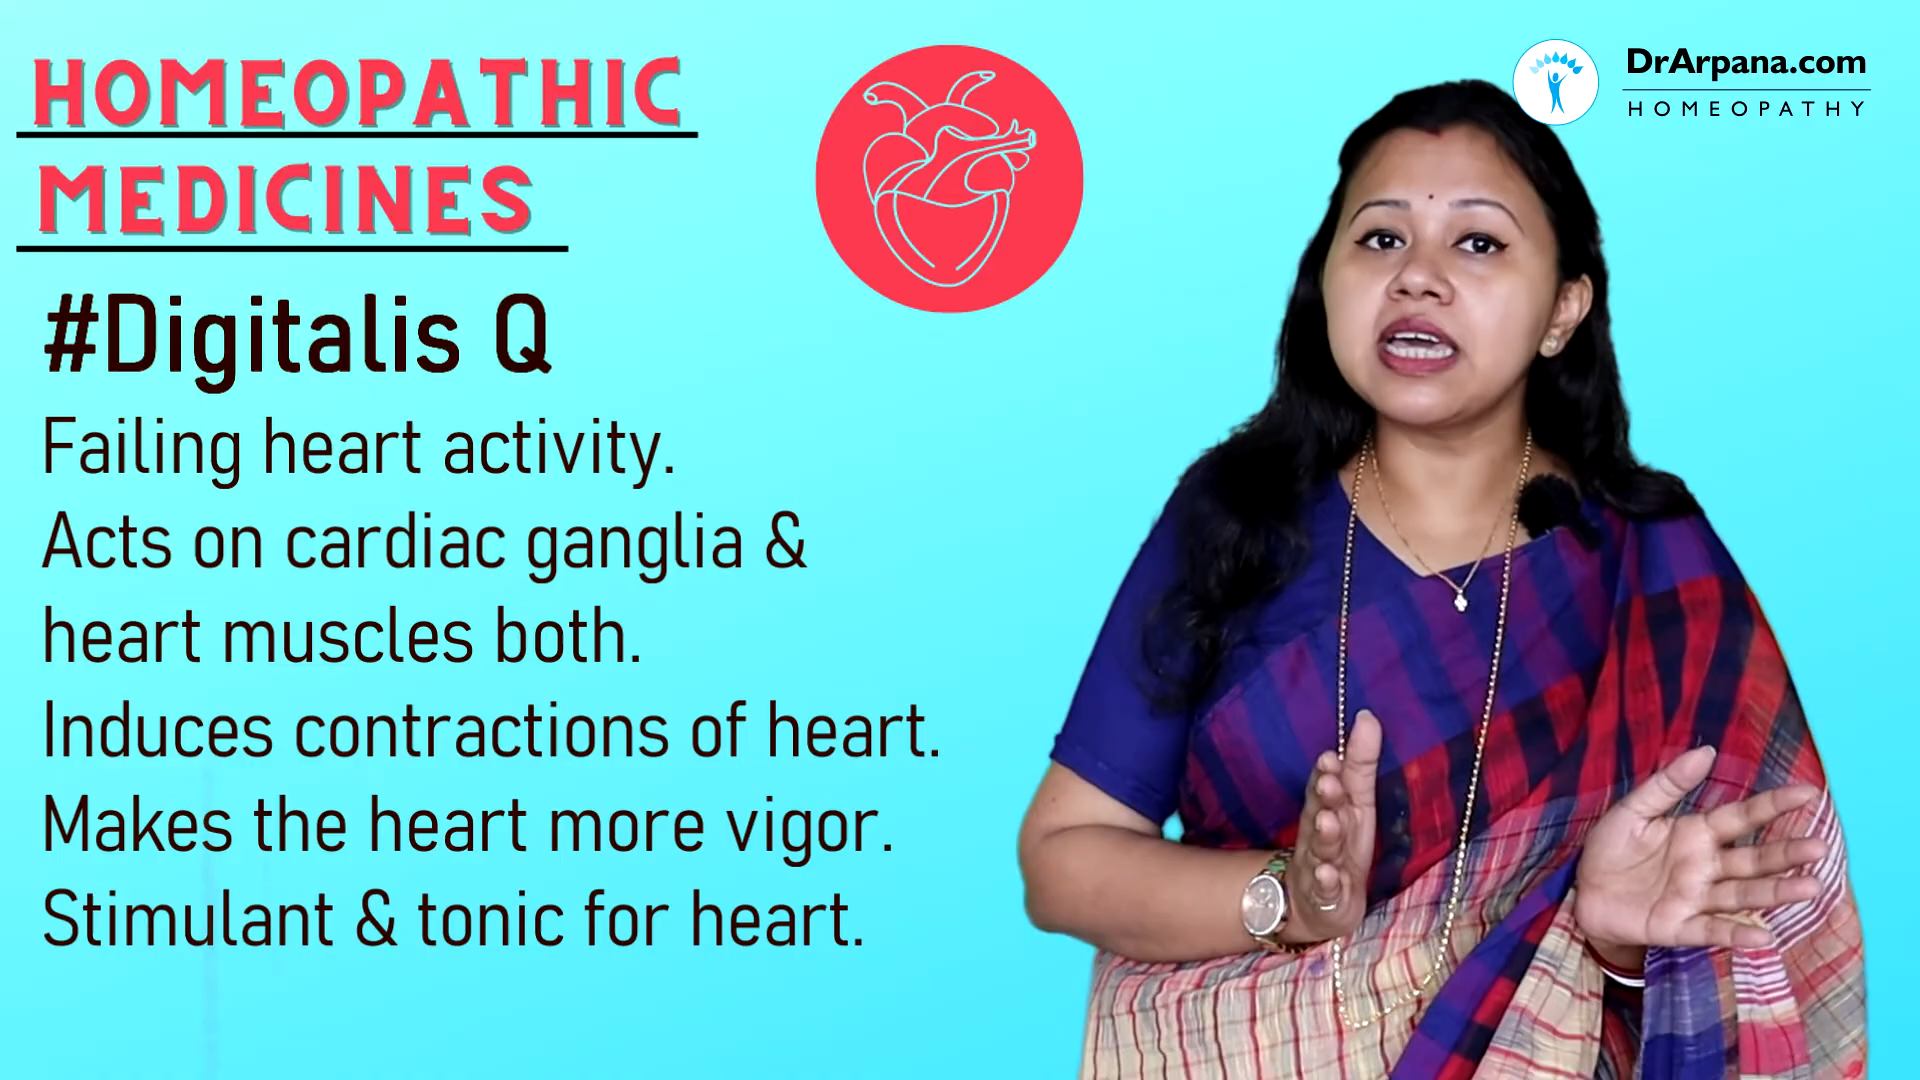 HOMEOPATHIC
MEDICINES
#Digitalis Q
Failing heart activity.
Acts on cardiac ganglia &
heart muscles both.
Induces contractions of heart.
Makes the heart more vigor.
Stimulant & tonic for heart.
DrArpana.com
HOMEOPATHY